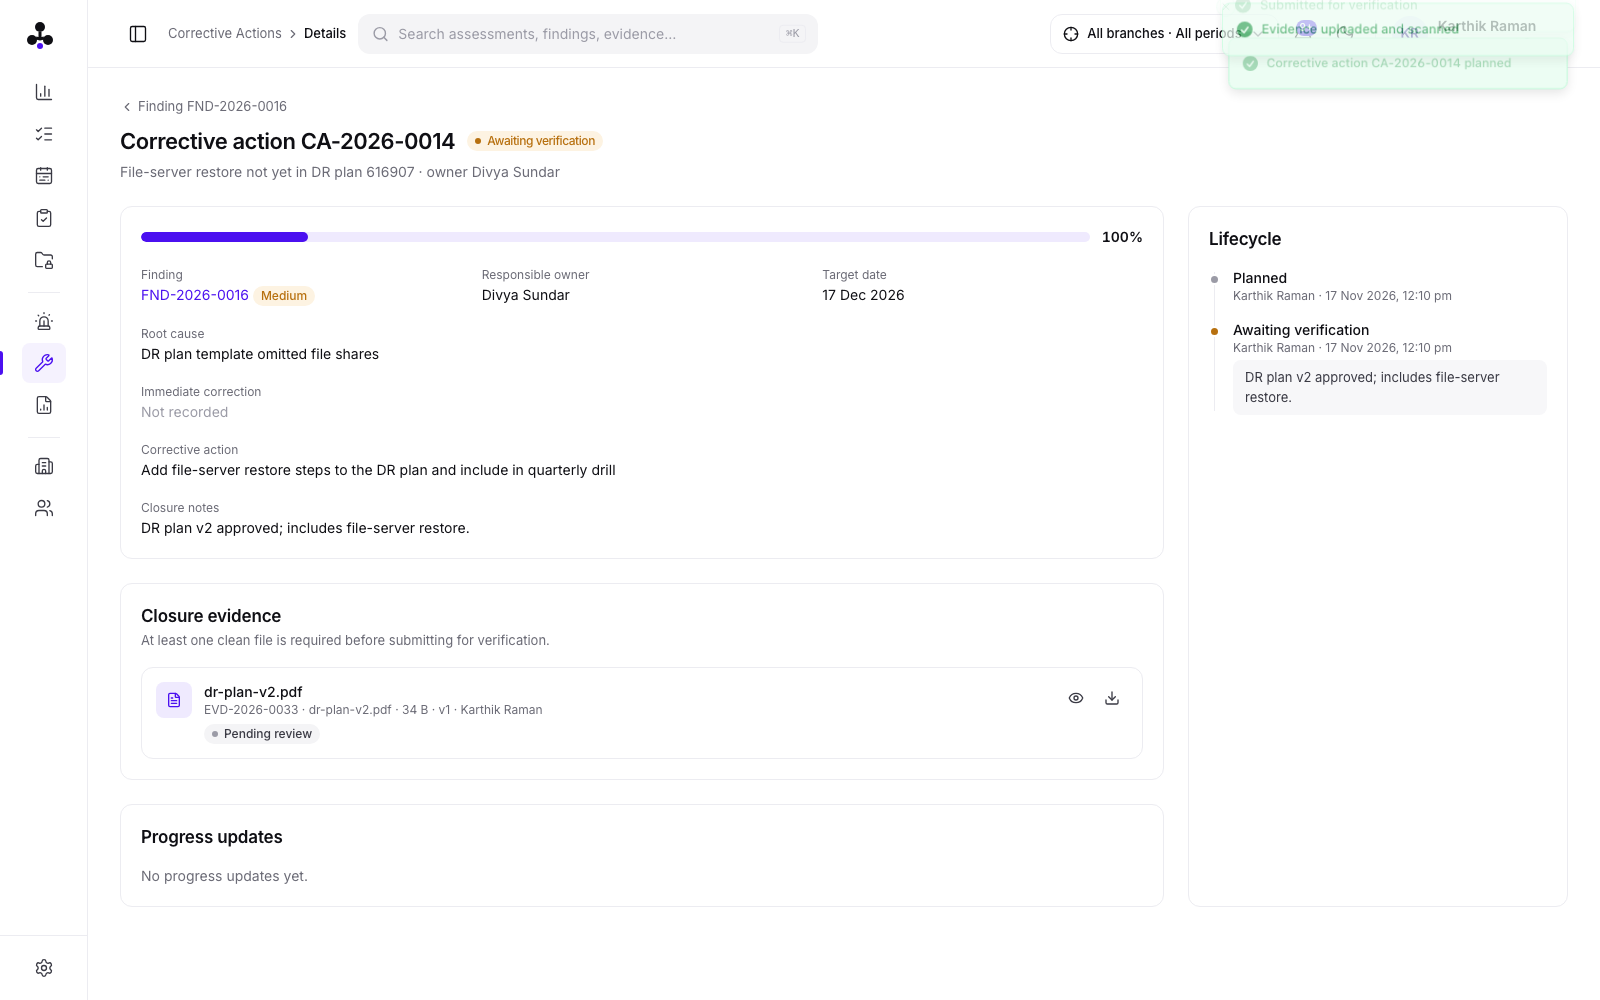 Corrective Actions > Details
Search assessments, findings, evidence...
⌘K
All branches · All periods
Submitted for verification
Evidence uploaded and scanned
KR
Karthik Raman
Corrective action CA-2026-0014 planned
Finding FND-2026-0016
Corrective action CA-2026-0014
Awaiting verification
File-server restore not yet in DR plan 616907 · owner Divya Sundar
100%
Finding
FND-2026-0016 Medium
Responsible owner
Divya Sundar
Target date
17 Dec 2026
Root cause
DR plan template omitted file shares
Immediate correction
Not recorded
Corrective action
Add file-server restore steps to the DR plan and include in quarterly drill
Closure notes
DR plan v2 approved; includes file-server restore.
Lifecycle
Planned
Karthik Raman · 17 Nov 2026, 12:10 pm
Awaiting verification
Karthik Raman · 17 Nov 2026, 12:10 pm
DR plan v2 approved; includes file-server
restore.
Closure evidence
At least one clean file is required before submitting for verification.
dr-plan-v2.pdf
EVD-2026-0033 · dr-plan-v2.pdf · 34 B · v1 · Karthik Raman
Pending review
Progress updates
No progress updates yet.